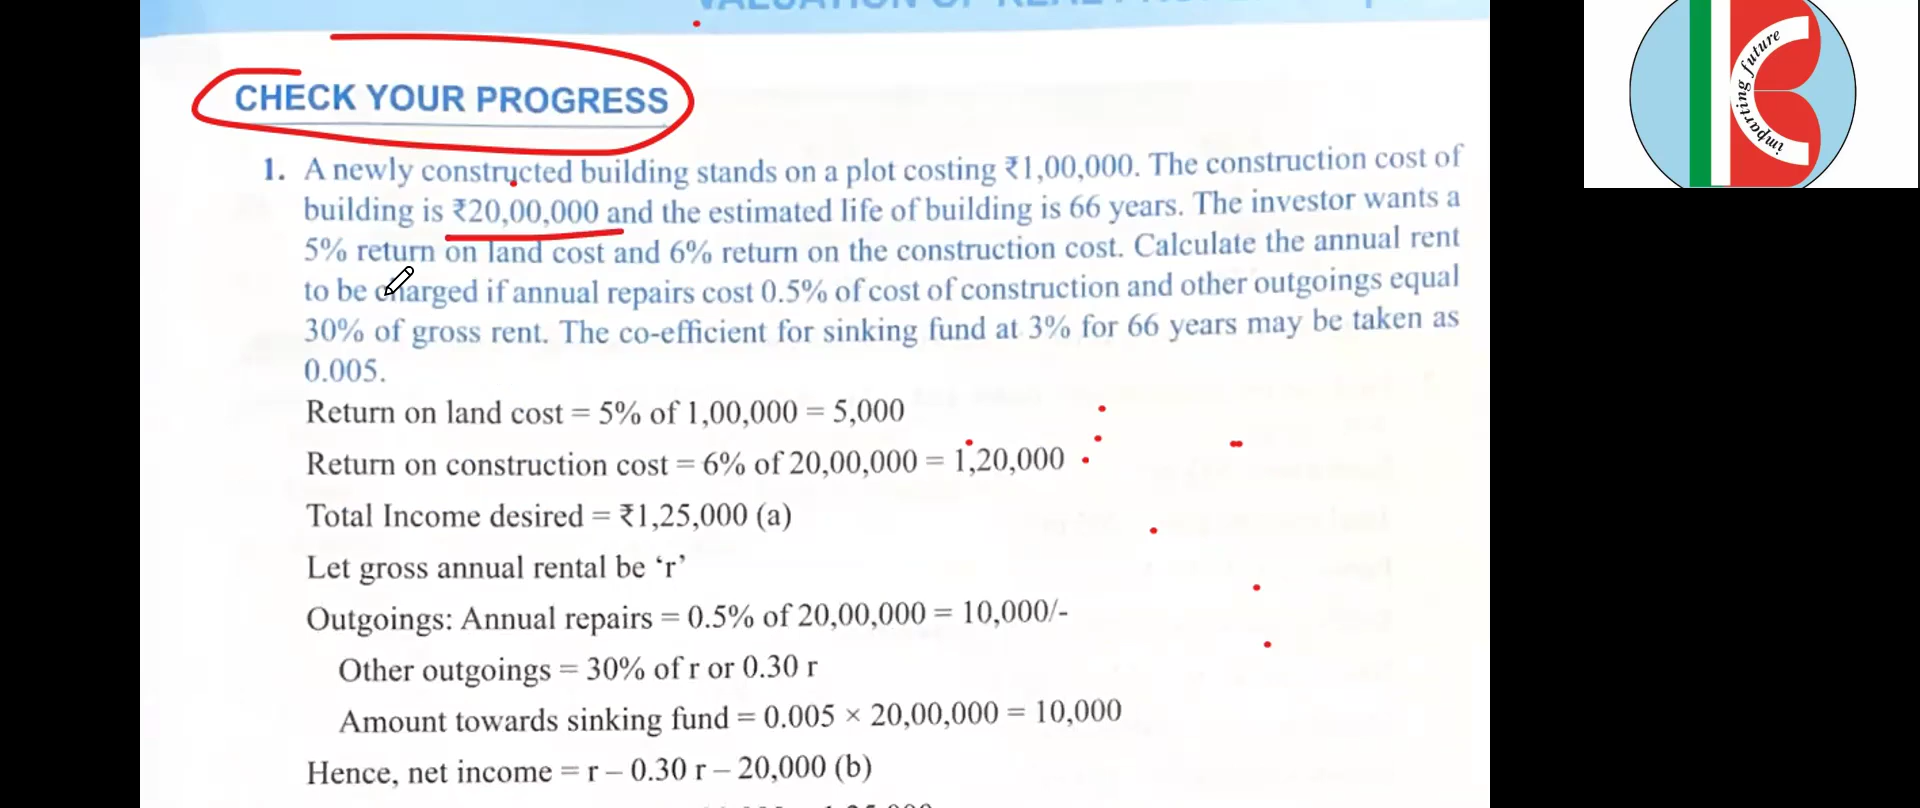 CHECK YOUR PROGRESS
1. A newly constructed building stands on a plot costing ₹1,00,000. The construction cost of
building is ₹20,00,000 and the estimated life of building is 66 years. The investor wants a
5% return on land cost and 6% return on the construction cost. Calculate the annual rent
to be charged if annual repairs cost 0.5% of cost of construction and other outgoings equal
30% of gross rent. The co-efficient for sinking fund at 3% for 66 years may be taken as
0.005.
Return on land cost = 5% of 1,00,000 = 5,000
Return on construction cost = 6% of 20,00,000 = 1,20,000
Total Income desired = ₹1,25,000 (a)
Let gross annual rental be ‘r’
Outgoings: Annual repairs = 0.5% of 20,00,000 = 10,000/-
Other outgoings = 30% of r or 0.30 r
Amount towards sinking fund = 0.005 × 20,00,000 = 10,000
Hence, net income = r – 0.30 r – 20,000 (b)
imparting future